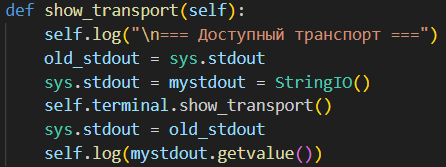 def show_transport(self):
    self.log("\n=== Доступный транспорт ===")
    old_stdout = sys.stdout
    sys.stdout = mystdout = StringIO()
    self.terminal.show_transport()
    sys.stdout = old_stdout
    self.log(mystdout.getvalue())